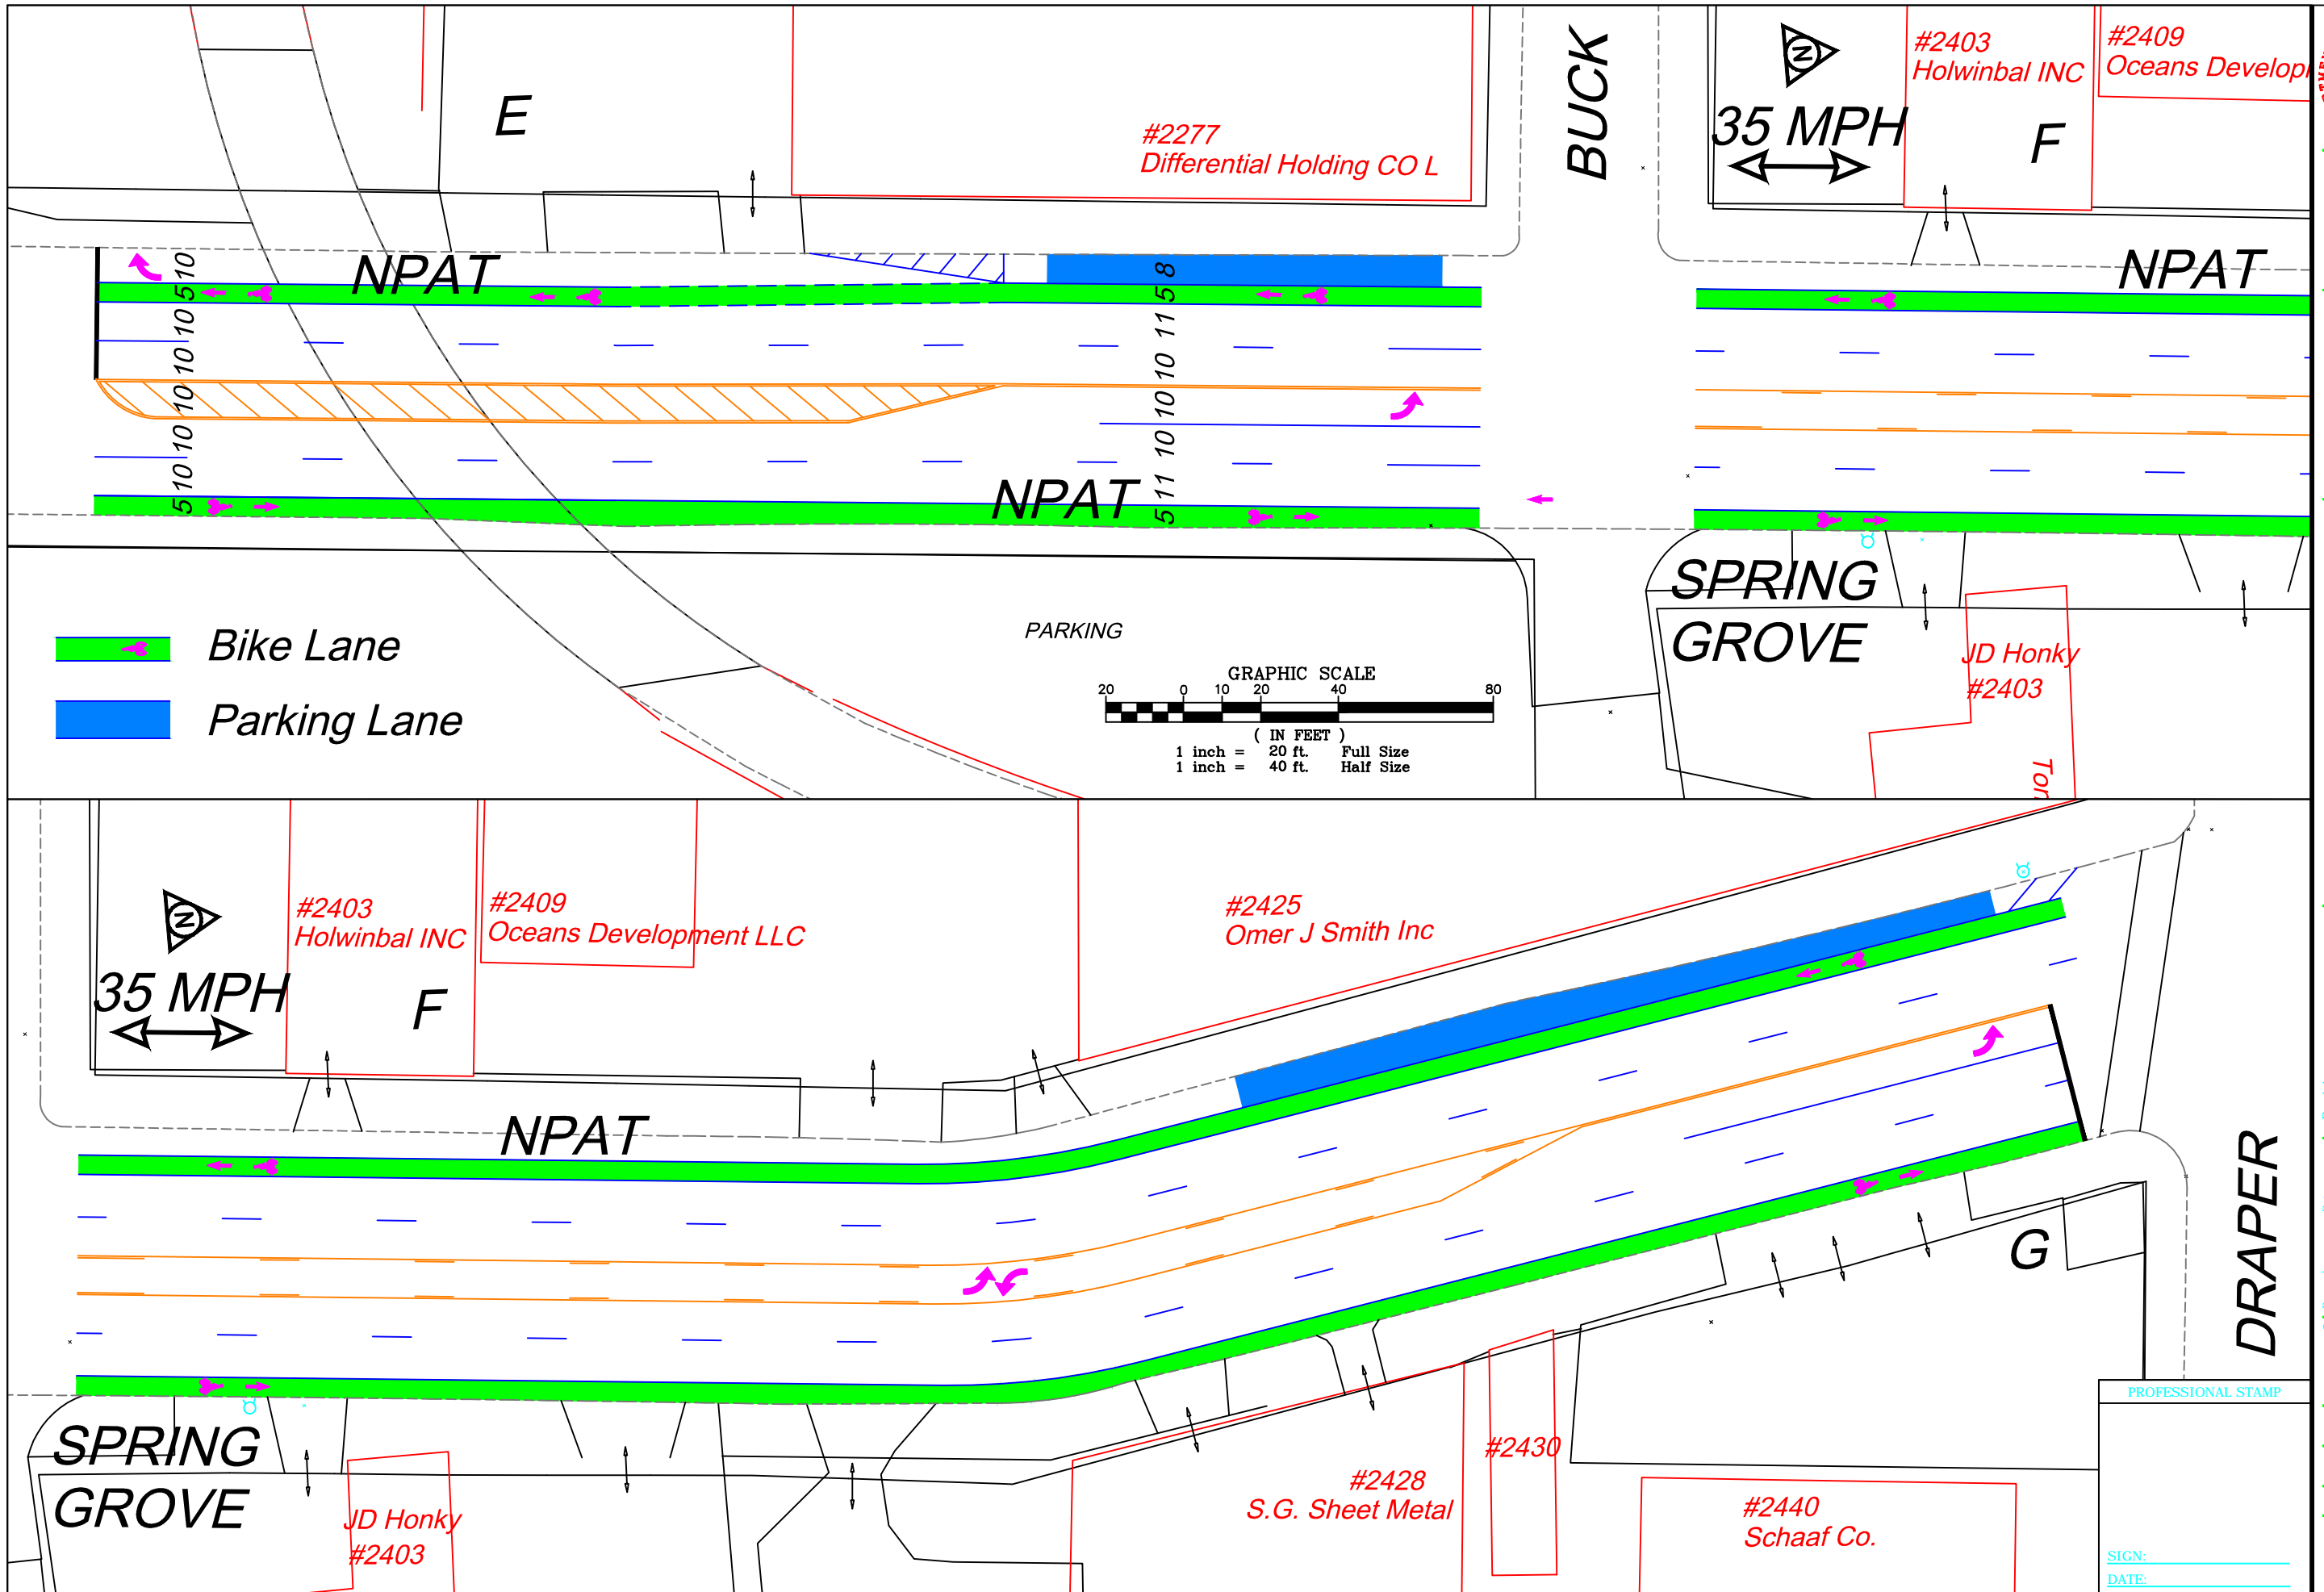 E
#2277
Differential Holding CO L
BUCK
N
35 MPH
#2403
Holwinbal INC
F
#2409
NPAT
NPAT
10
5
10
10
10
10
10
5
8
5
11
10
10
10
11
5
NPAT
SPRING
GROVE
JD Honky
#2403
Bike Lane
Parking Lane
PARKING
GRAPHIC SCALE
20 0 10 20 40 80
( IN FEET )
1 inch = 20 ft. Full Size
1 inch = 40 ft. Half Size
N
35 MPH
#2403
Holwinbal INC
F
#2409
Oceans Development LLC
#2425
Omer J Smith Inc
NPAT
SPRING
GROVE
JD Honky
#2403
#2428
S.G. Sheet Metal
#2430
#2440
Schaaf Co.
G
DRAPER
PROFESSIONAL STAMP
SIGN:
DATE: